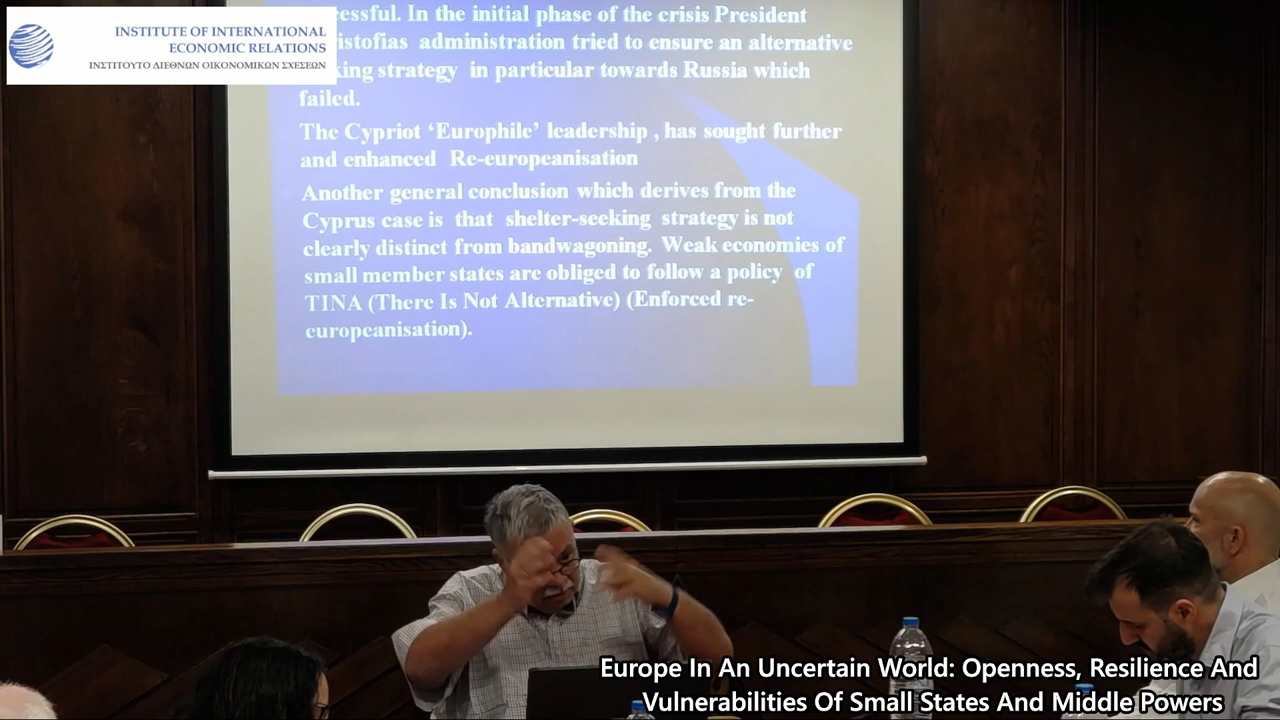 INSTITUTE OF INTERNATIONAL
ECONOMIC RELATIONS
ΙΝΣΤΙΤΟΥΤΟ ΔΙΕΘΝΩΝ ΟΙΚΟΝΟΜΙΚΩΝ ΣΧΕΣΕΩΝ
essful. In the initial phase of the crisis President
istofias administration tried to ensure an alternative
king strategy in particular towards Russia which
failed.
The Cypriot ‘Europhile’ leadership , has sought further
and enhanced Re-europeanisation
Another general conclusion which derives from the
Cyprus case is that shelter-seeking strategy is not
clearly distinct from bandwagoning. Weak economies of
small member states are obliged to follow a policy of
TINA (There Is Not Alternative) (Enforced re-
europeanisation).
Europe In An Uncertain World: Openness, Resilience And
Vulnerabilities Of Small States And Middle Powers